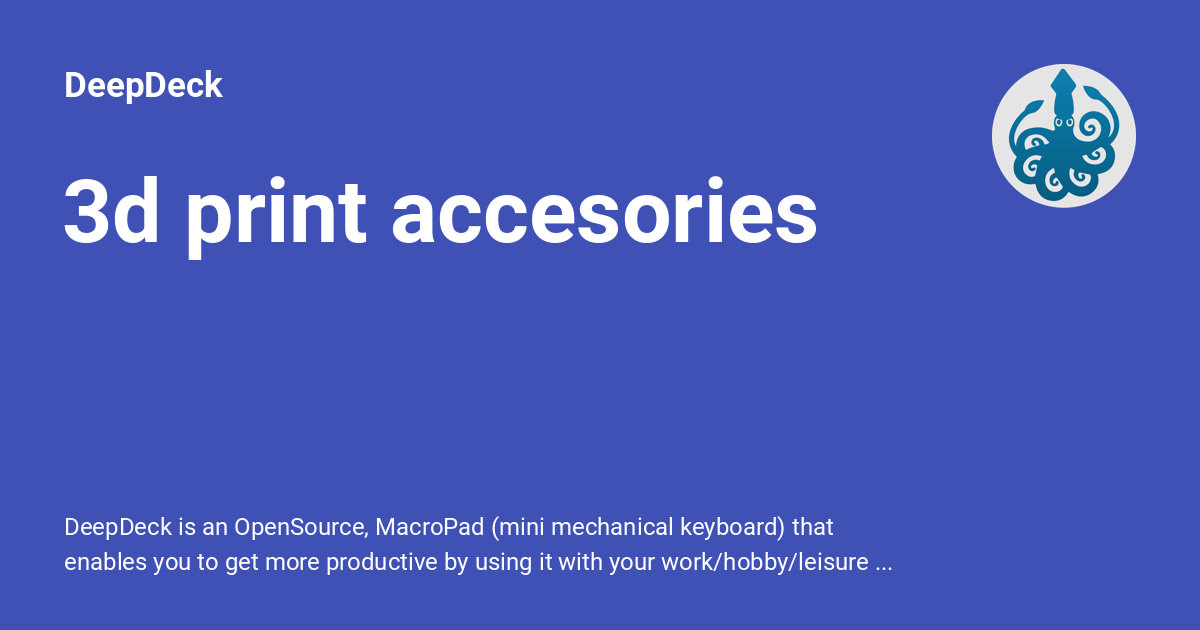 DeepDeck
3d print accesories
DeepDeck is an OpenSource, MacroPad (mini mechanical keyboard) that
enables you to get more productive by using it with your work/hobby/leisure ...